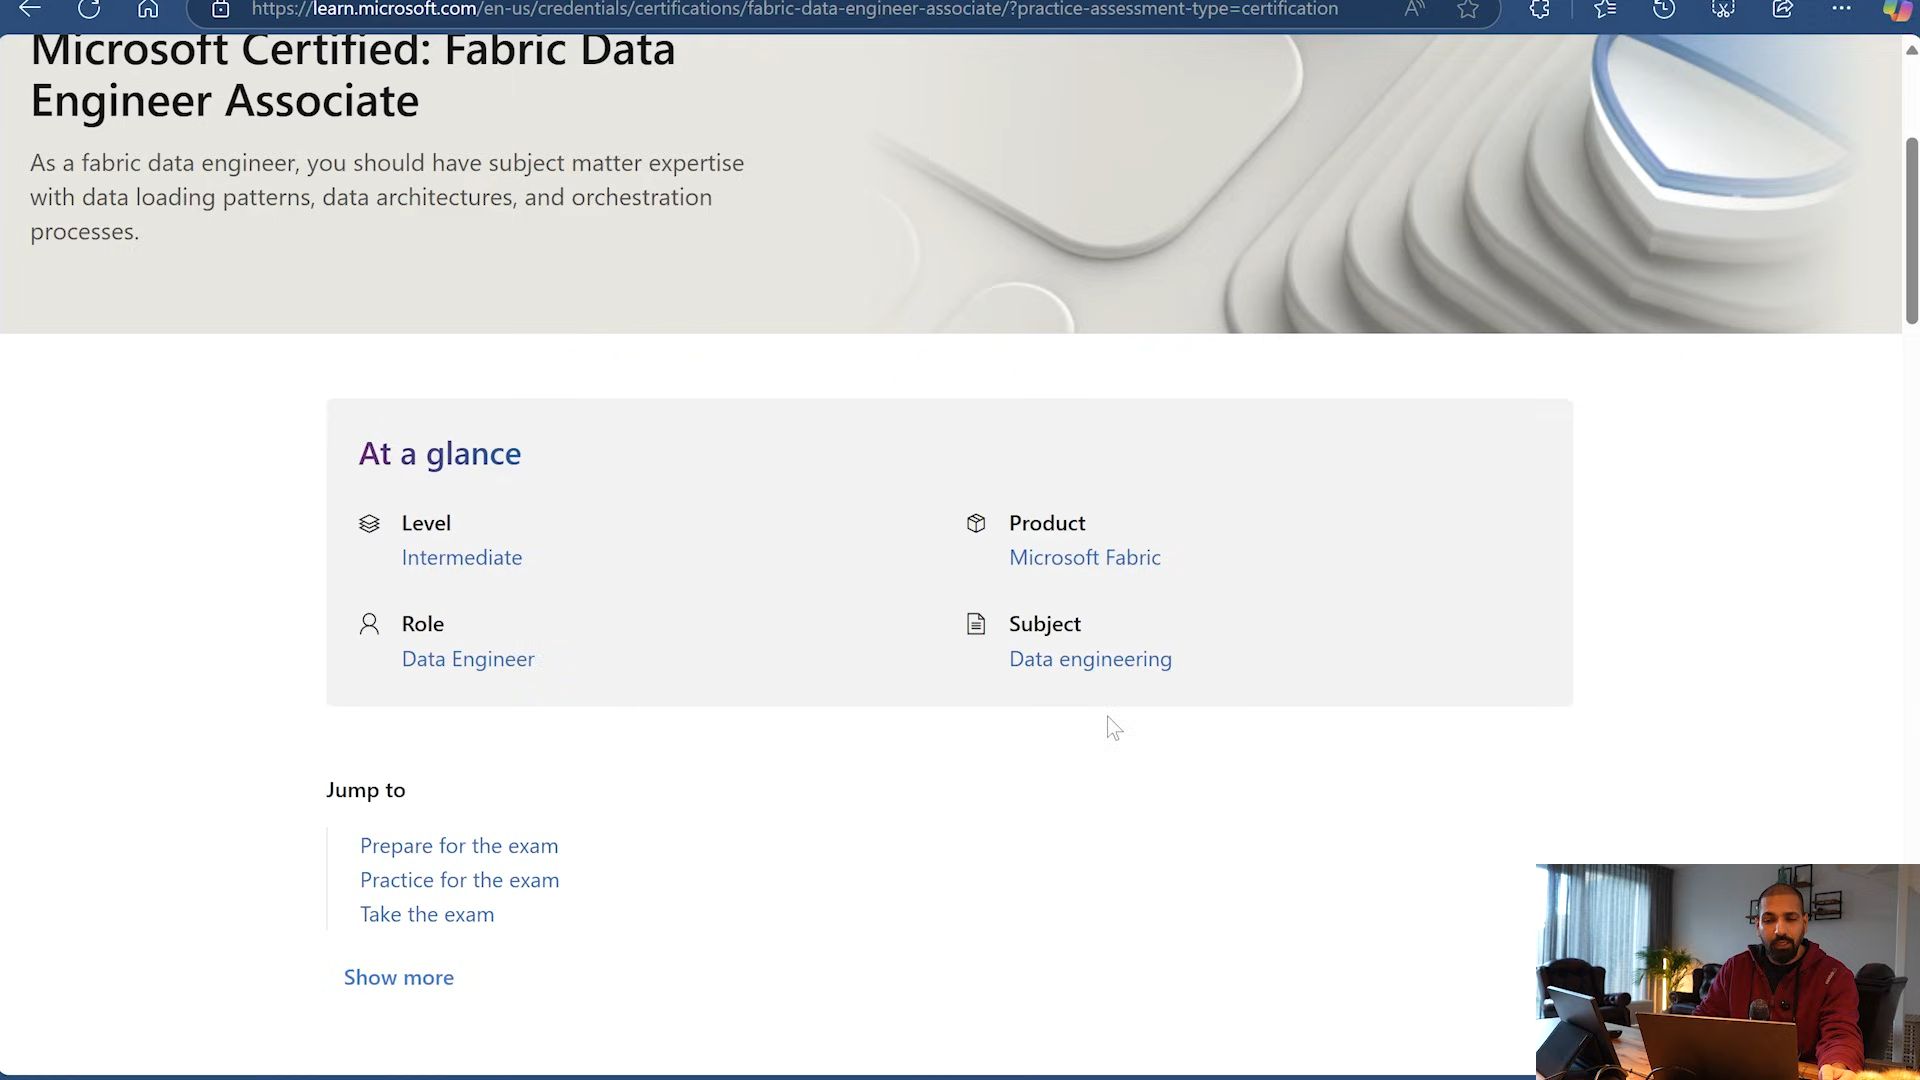 https://learn.microsoft.com/en-us/credentials/certifications/fabric-data-engineer-associate/?practice-assessment-type=certification
Microsoft Certified: Fabric Data
Engineer Associate
As a fabric data engineer, you should have subject matter expertise
with data loading patterns, data architectures, and orchestration
processes.
At a glance
Level
Intermediate
Product
Microsoft Fabric
Role
Data Engineer
Subject
Data engineering
Jump to
Prepare for the exam
Practice for the exam
Take the exam
Show more